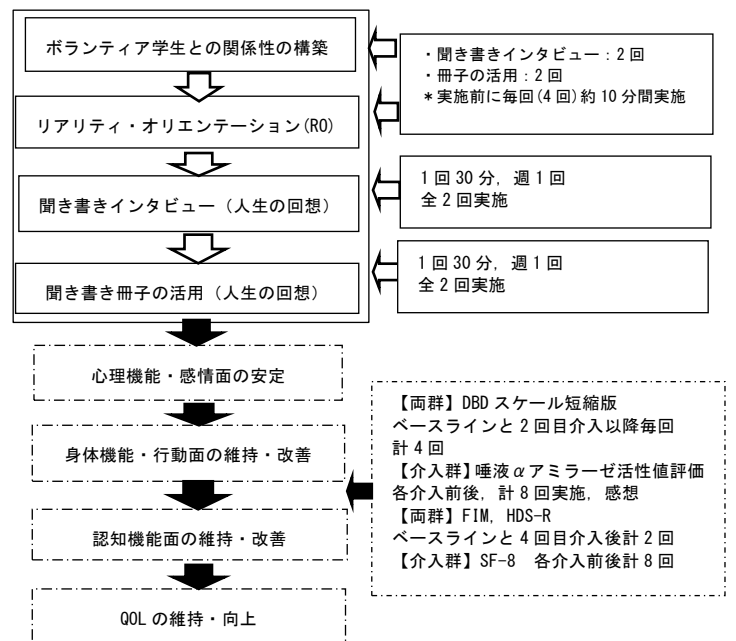 ボランティア学生との関係性の構築
・聞き書きインタビュー：2回
・冊子の活用：2回
＊実施前に毎回(4回)約10分間実施
リアリティ・オリエンテーション(RO)
聞き書きインタビュー（人生の回想）
1回30分，週1回
全2回実施
聞き書き冊子の活用（人生の回想）
1回30分，週1回
全2回実施
心理機能・感情面の安定
身体機能・行動面の維持・改善
認知機能面の維持・改善
QOLの維持・向上
【両群】DBDスケール短縮版
ベースラインと2回目介入以降毎回
計4回
【介入群】唾液αアミラーゼ活性値評価
各介入前後，計8回実施，感想
【両群】FIM，HDS-R
ベースラインと4回目介入後計2回
【介入群】SF-8　各介入前後計8回